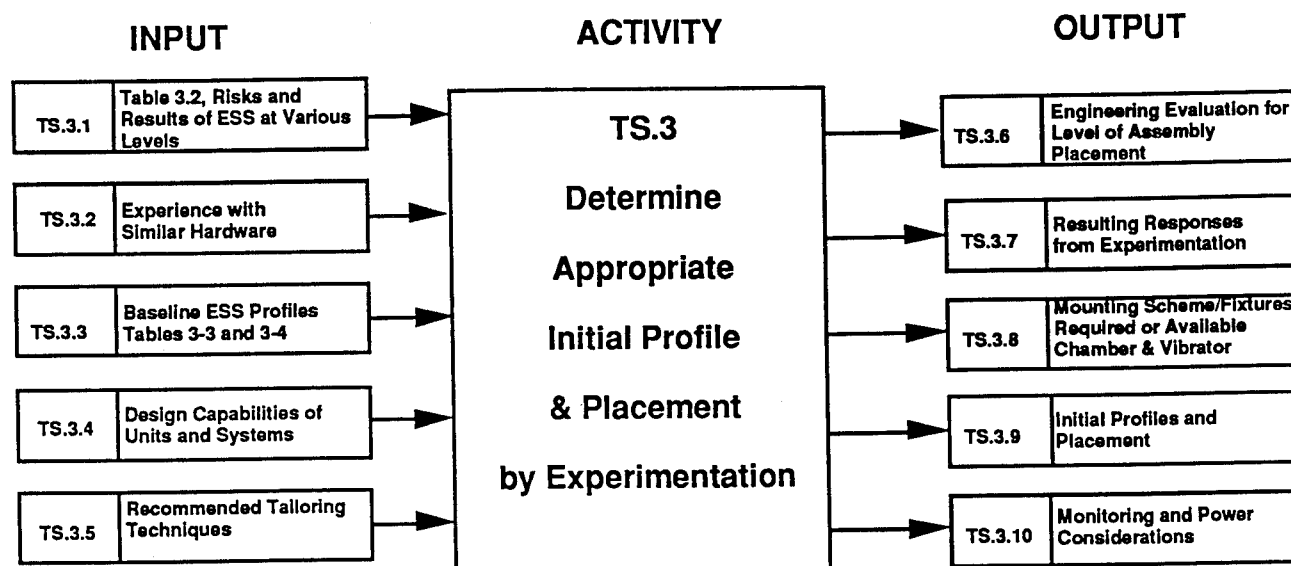 INPUT
TS.3.1
Table 3.2, Risks and
Results of ESS at Various
Levels
TS.3.2
Experience with
Similar Hardware
TS.3.3
Baseline ESS Profiles
Tables 3-3 and 3-4
TS.3.4
Design Capabilities of
Units and Systems
TS.3.5
Recommended Tailoring
Techniques
ACTIVITY
TS.3
Determine
Appropriate
Initial Profile
& Placement
by Experimentation
OUTPUT
TS.3.6
Engineering Evaluation for
Level of Assembly
Placement
TS.3.7
Resulting Responses
from Experimentation
TS.3.8
Mounting Scheme/Fixtures
Required or Available
Chamber & Vibrator
TS.3.9
Initial Profiles and
Placement
TS.3.10
Monitoring and Power
Considerations